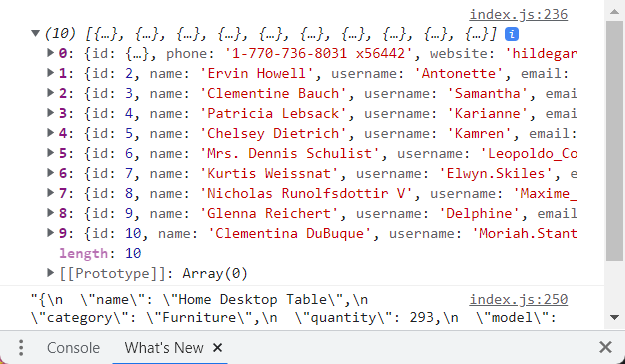 index.js:236
▼ (10) [{…}, {…}, {…}, {…}, {…}, {…}, {…}, {…}, {…}, {…}] i
▶ 0: {id: {…}, phone: '1-770-736-8031 x56442', website: 'hildegar
▶ 1: {id: 2, name: 'Ervin Howell', username: 'Antonette', email:
▶ 2: {id: 3, name: 'Clementine Bauch', username: 'Samantha', emai
▶ 3: {id: 4, name: 'Patricia Lebsack', username: 'Karianne', emai
▶ 4: {id: 5, name: 'Chelsey Dietrich', username: 'Kamren', email:
▶ 5: {id: 6, name: 'Mrs. Dennis Schulist', username: 'Leopoldo_Co
▶ 6: {id: 7, name: 'Kurtis Weissnat', username: 'Elwyn.Skiles', e
▶ 7: {id: 8, name: 'Nicholas Runolfsdottir V', username: 'Maxime_
▶ 8: {id: 9, name: 'Glenna Reichert', username: 'Delphine', email
▶ 9: {id: 10, name: 'Clementina DuBuque', username: 'Moriah.Stant
length: 10
▶ [[Prototype]]: Array(0)
"{\n  \"name\": \"Home Desktop Table\",\n index.js:250
\"category\": \"Furniture\",\n  \"quantity\": 293,\n  \"model\":
Console What's New ×